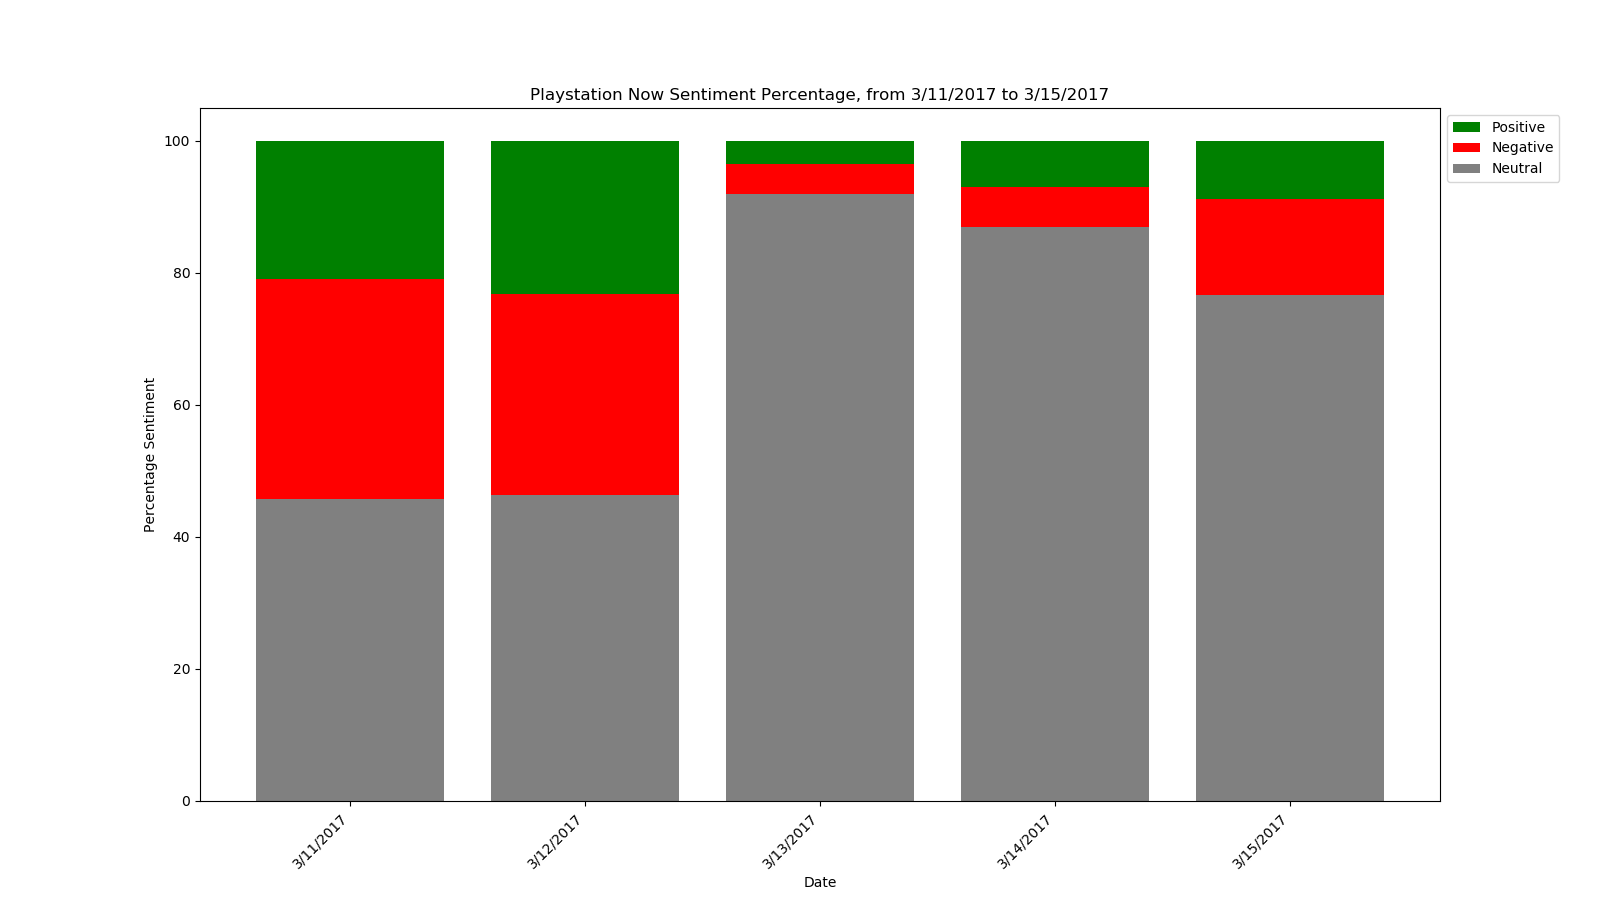 Playstation Now Sentiment Percentage, from 3/11/2017 to 3/15/2017
Positive
Negative
Neutral
Percentage Sentiment
100
80
60
40
20
0
3/11/2017
3/12/2017
3/13/2017
3/14/2017
3/15/2017
Date